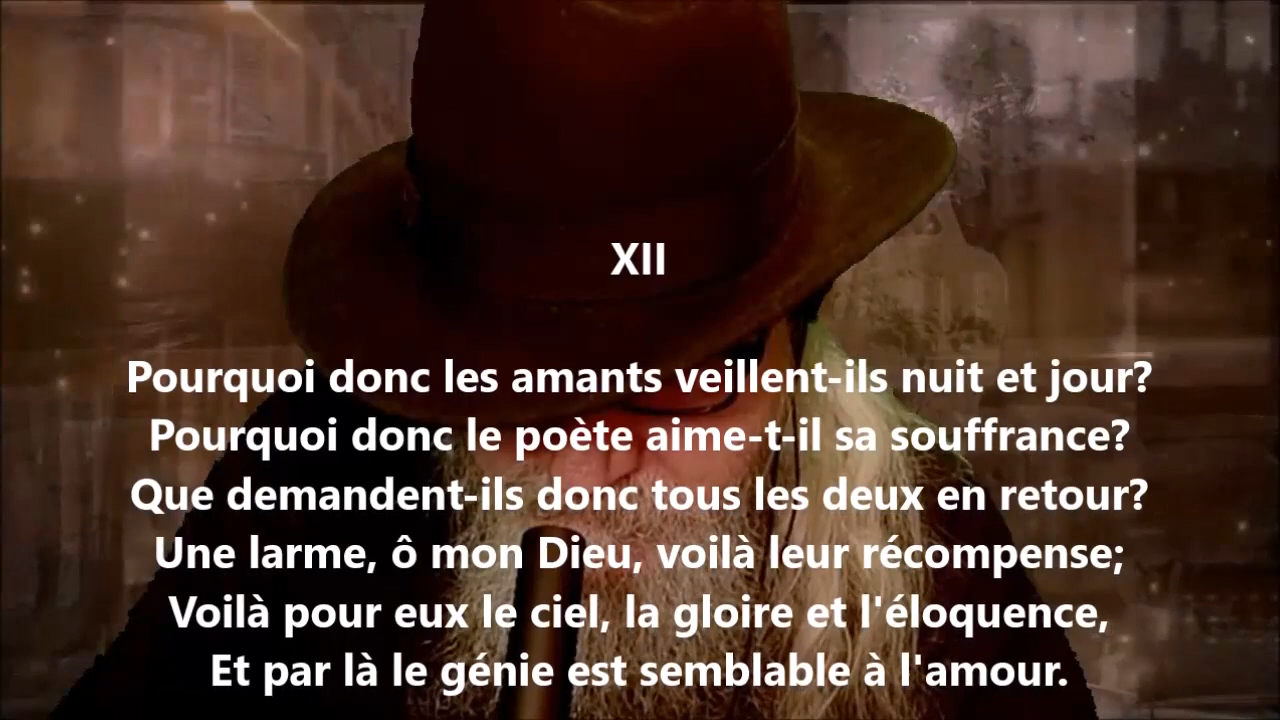 XII
Pourquoi donc les amants veillent-ils nuit et jour?
Pourquoi donc le poète aime-t-il sa souffrance?
Que demandent-ils donc tous les deux en retour?
Une larme, ô mon Dieu, voilà leur récompense;
Voilà pour eux le ciel, la gloire et l'éloquence,
Et par là le génie est semblable à l'amour.